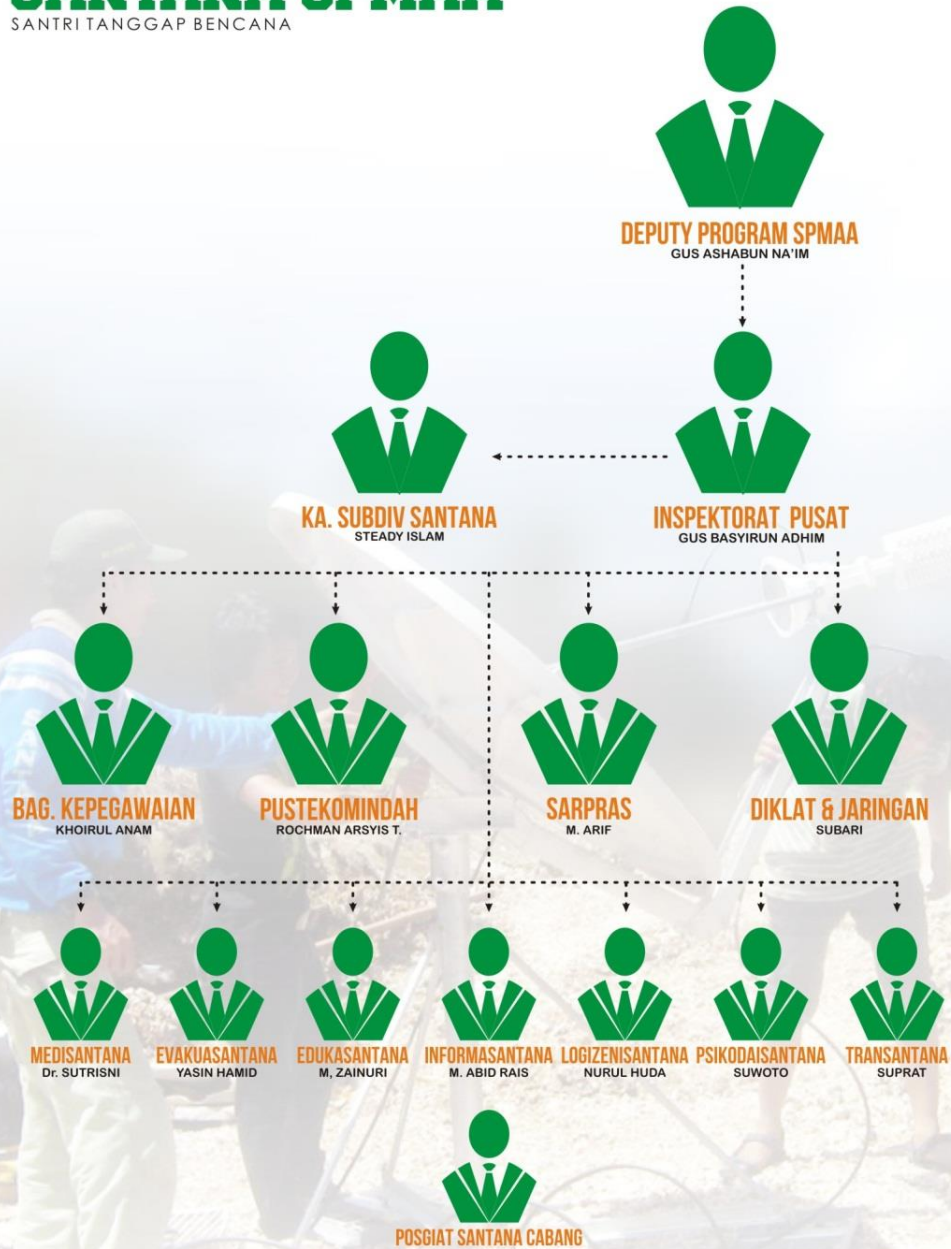 SANTRI TANGGAP BENCANA
DEPUTY PROGRAM SPMAA
GUS ASHABUN NA'IM
KA. SUBDIV SANTANA
STEADY ISLAM
INSPEKTORAT PUSAT
GUS BASYIRUN ADHIM
BAG. KEPEGAWAIAN
KHOIRUL ANAM
PUSTEKOMINDAH
ROCHMAN ARSYIS T.
SARPRAS
M. ARIF
DIKLAT & JARINGAN
SUBARI
MEDISANTANA
Dr. SUTRISNI
EVAKUASANTANA
YASIN HAMID
EDUKASANTANA
M, ZAINURI
INFORMASANTANA
M. ABID RAIS
LOGIZENISANTANA
NURUL HUDA
PSIKODAISANTANA
SUWOTO
TRANSANTANA
SUPRAT
POSGIAT SANTANA CABANG